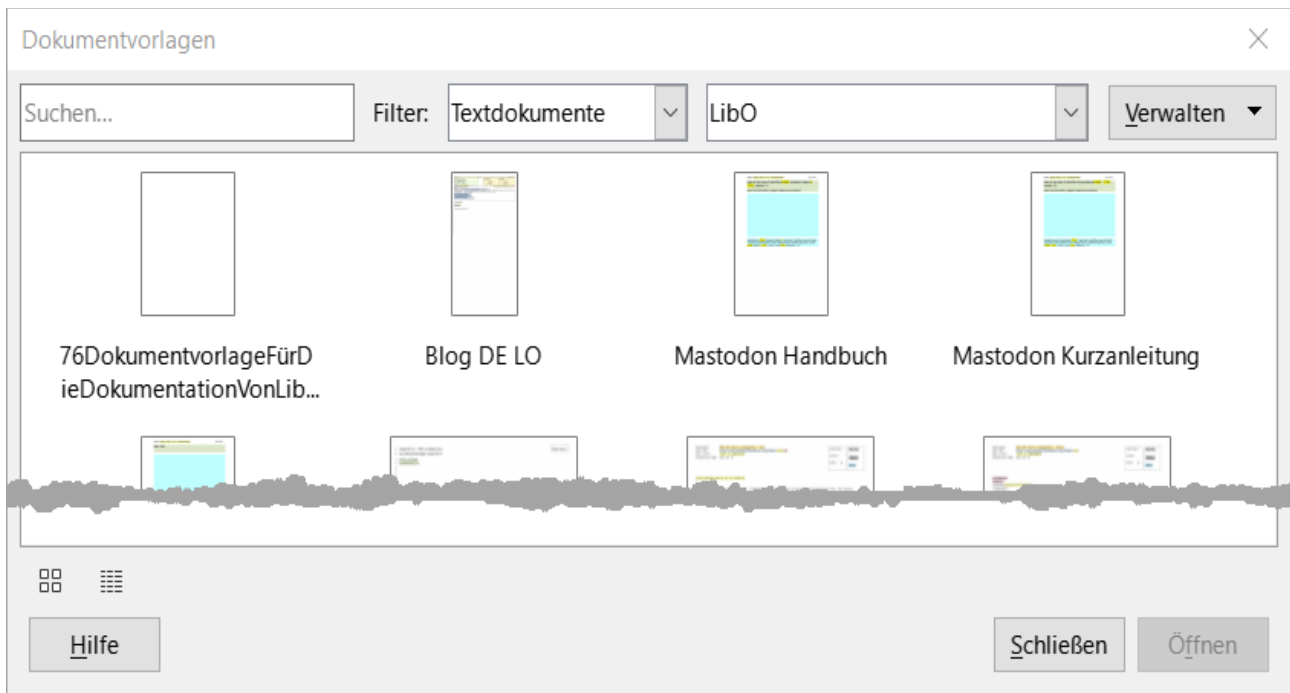 Dokumentvorlagen
Suchen... Filter: Textdokumente LibO Verwalten
76DokumentvorlageFürD
ieDokumentationVonLib...
Blog DE LO
Mastodon Handbuch
Mastodon Kurzanleitung
Hilfe Schließen Öffnen